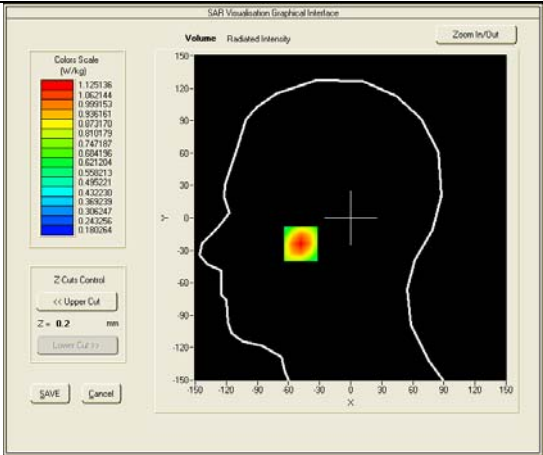 SAR Visualisation Graphical Interface
Volume Radiated Intensity
Zoom In/Out
Colors Scale
(W/kg)
1.125136
1.062144
0.999153
0.936161
0.873170
0.810179
0.747187
0.684196
0.621204
0.558213
0.495221
0.432230
0.369239
0.306247
0.243256
0.180264
Z Cuts Control
<< Upper Cut
Z = 0.2 mm
Lower Cut >>
SAVE Cancel
150
120
90
60
30
0
-30
-60
-90
-120
-150
Y
-150 -120 -90 -60 -30 0 30 60 90 120 150
X